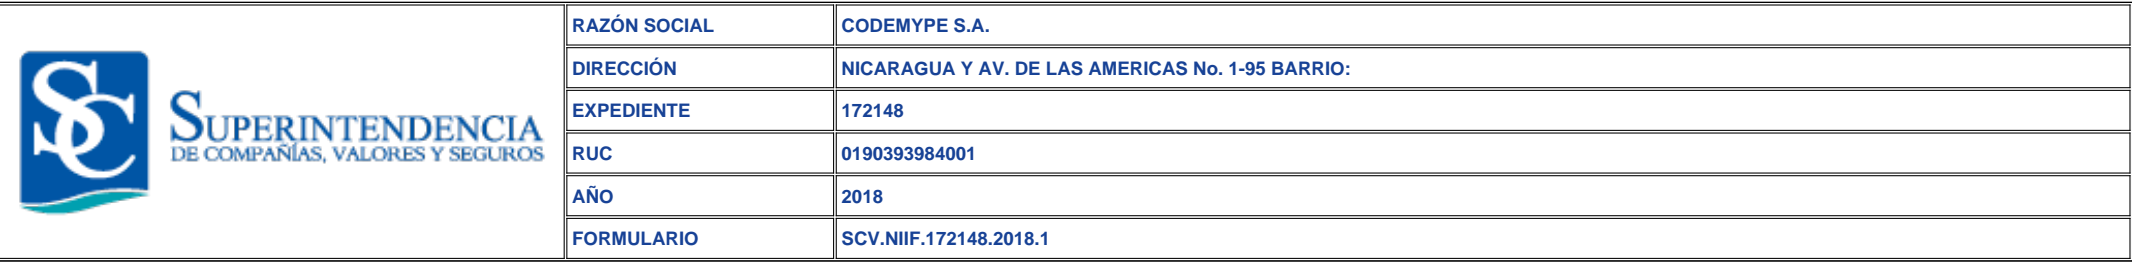 SC
SUPERINTENDENCIA
DE COMPAÑÍAS, VALORES Y SEGUROS
RAZÓN SOCIAL CODEMYPE S.A.
DIRECCIÓN NICARAGUA Y AV. DE LAS AMERICAS No. 1-95 BARRIO:
EXPEDIENTE 172148
RUC 0190393984001
AÑO 2018
FORMULARIO SCV.NIIF.172148.2018.1